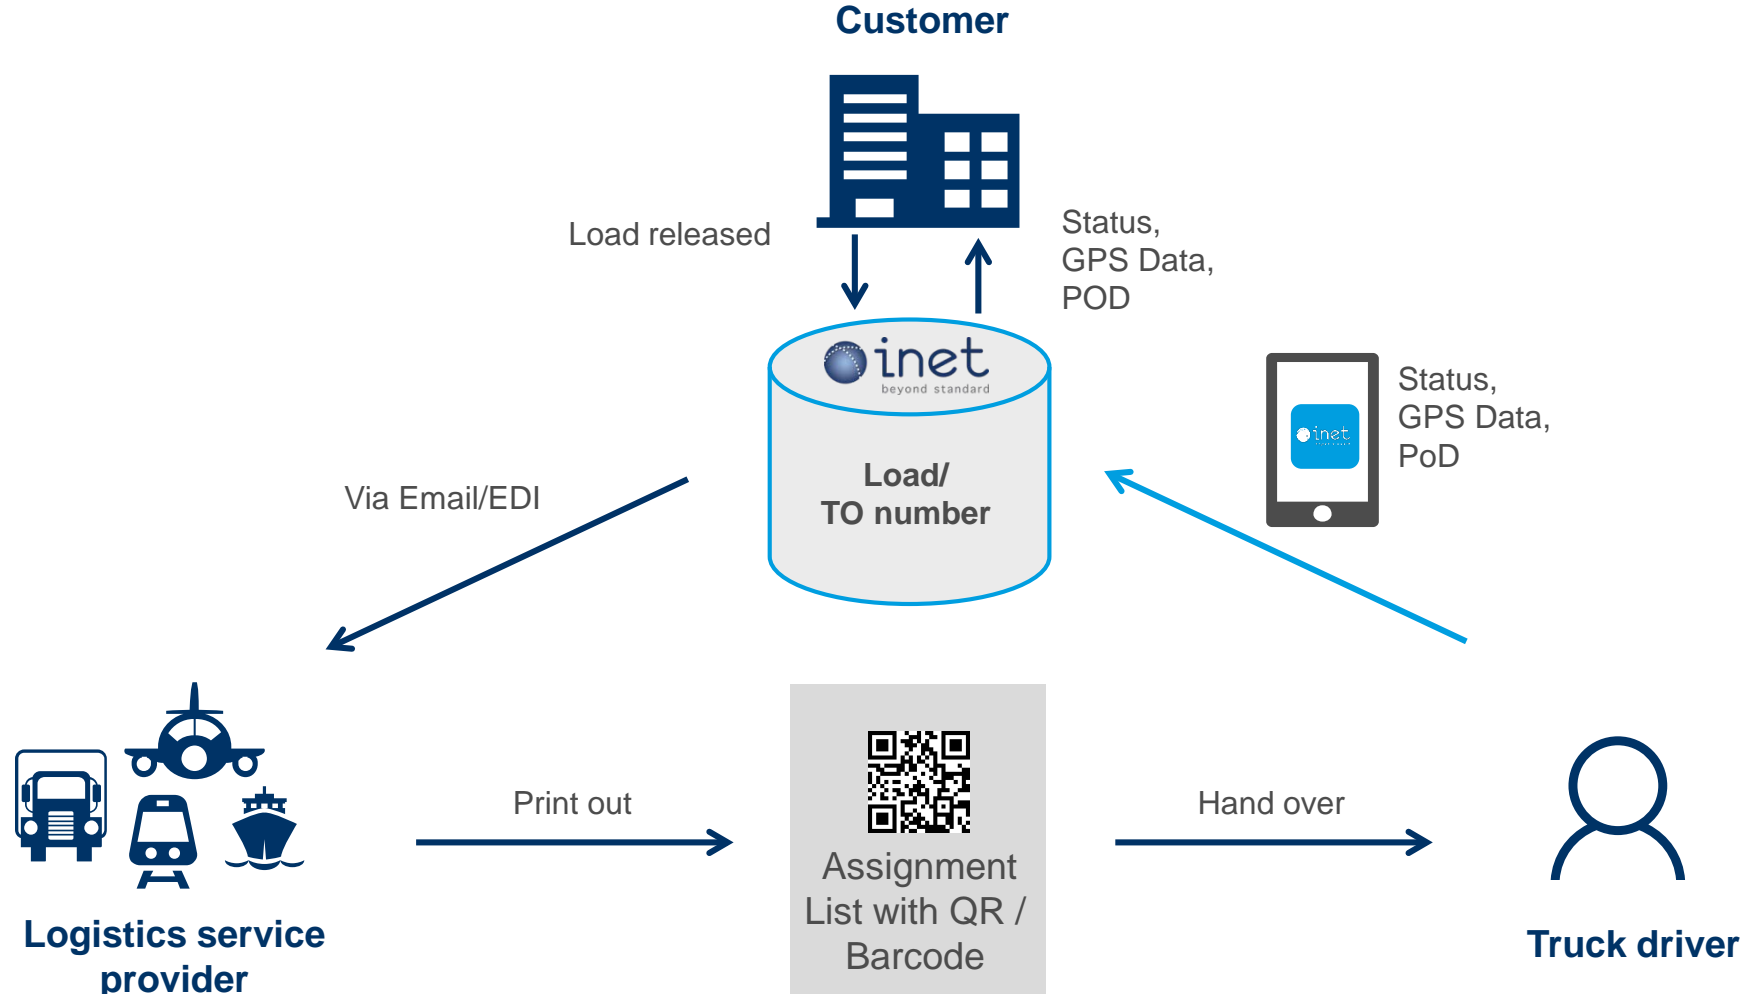 Customer
Load released
Status,
GPS Data,
POD
inet
beyond standard
Load/
TO number
inet
Status,
GPS Data,
PoD
Via Email/EDI
Print out
Assignment
List with QR /
Barcode
Hand over
Logistics service
provider
Truck driver